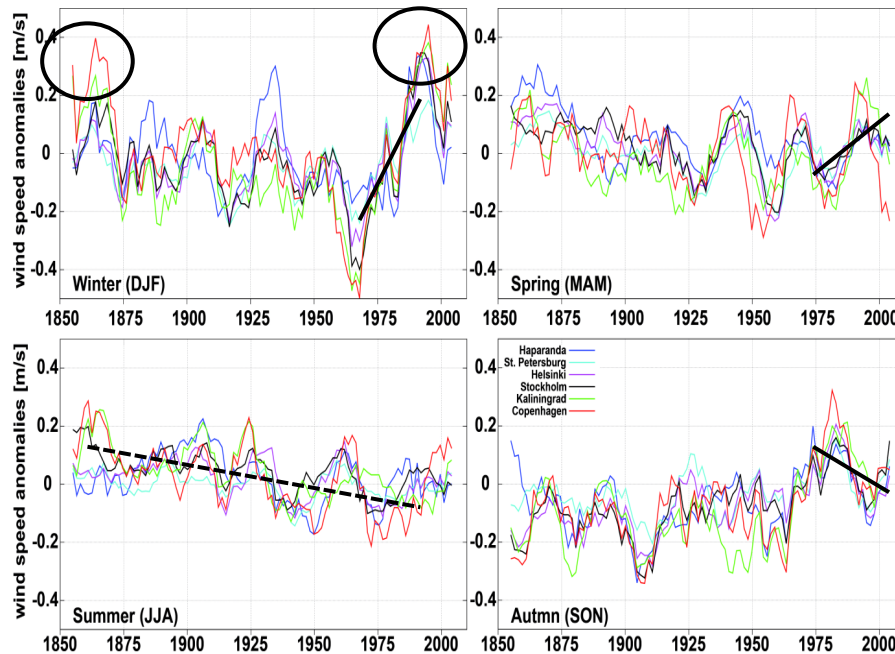 wind speed anomalies [m/s]
0.4
0.2
0
-0.2
-0.4
Winter (DJF)
1850 1875 1900 1925 1950 1975 2000
0.4
0.2
0
-0.2
-0.4
Spring (MAM)
1850 1875 1900 1925 1950 1975 2000
wind speed anomalies [m/s]
0.4
0.2
0
-0.2
-0.4
Summer (JJA)
1850 1875 1900 1925 1950 1975 2000
Haparanda
St. Petersburg
Helsinki
Stockholm
Kaliningrad
Copenhagen
0.4
0.2
0
-0.2
-0.4
Autmn (SON)
1850 1875 1900 1925 1950 1975 2000